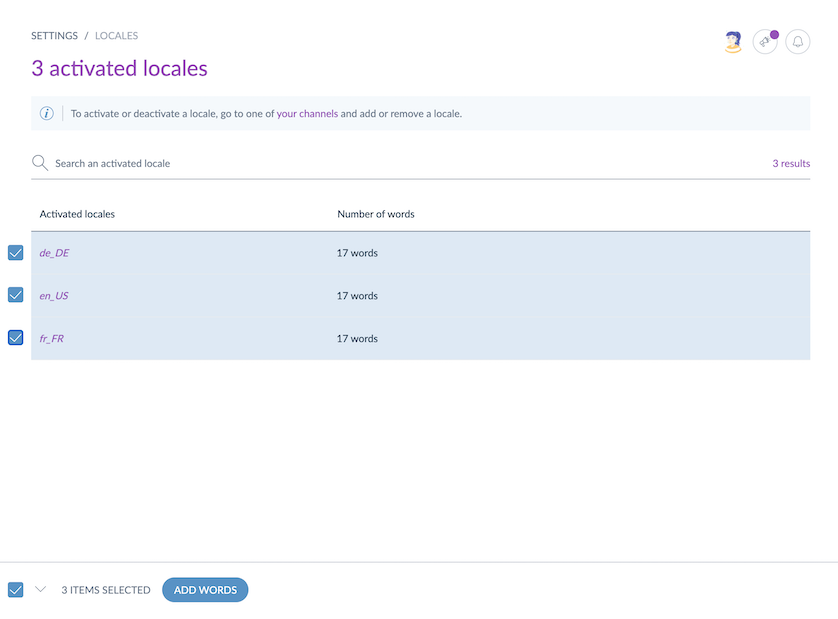 SETTINGS / LOCALES
3 activated locales
i To activate or deactivate a locale, go to one of your channels and add or remove a locale.
Search an activated locale 3 results
Activated locales Number of words
de_DE 17 words
en_US 17 words
fr_FR 17 words
3 ITEMS SELECTED ADD WORDS